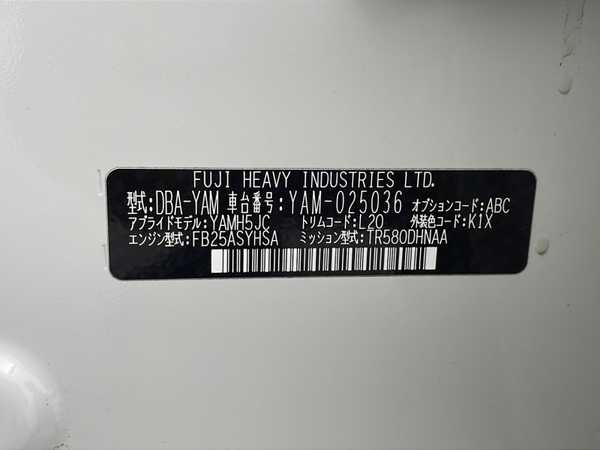 FUJI HEAVY INDUSTRIES LTD.
型式:DBA-YAM 車台番号:YAM-025036 オプションコード:ABC
アプライドモデル:YAMH5JC トリムコード:L20 外装色コード:K1X
エンジン型式:FB25ASYHSA ミッション型式:TR580DHNAA